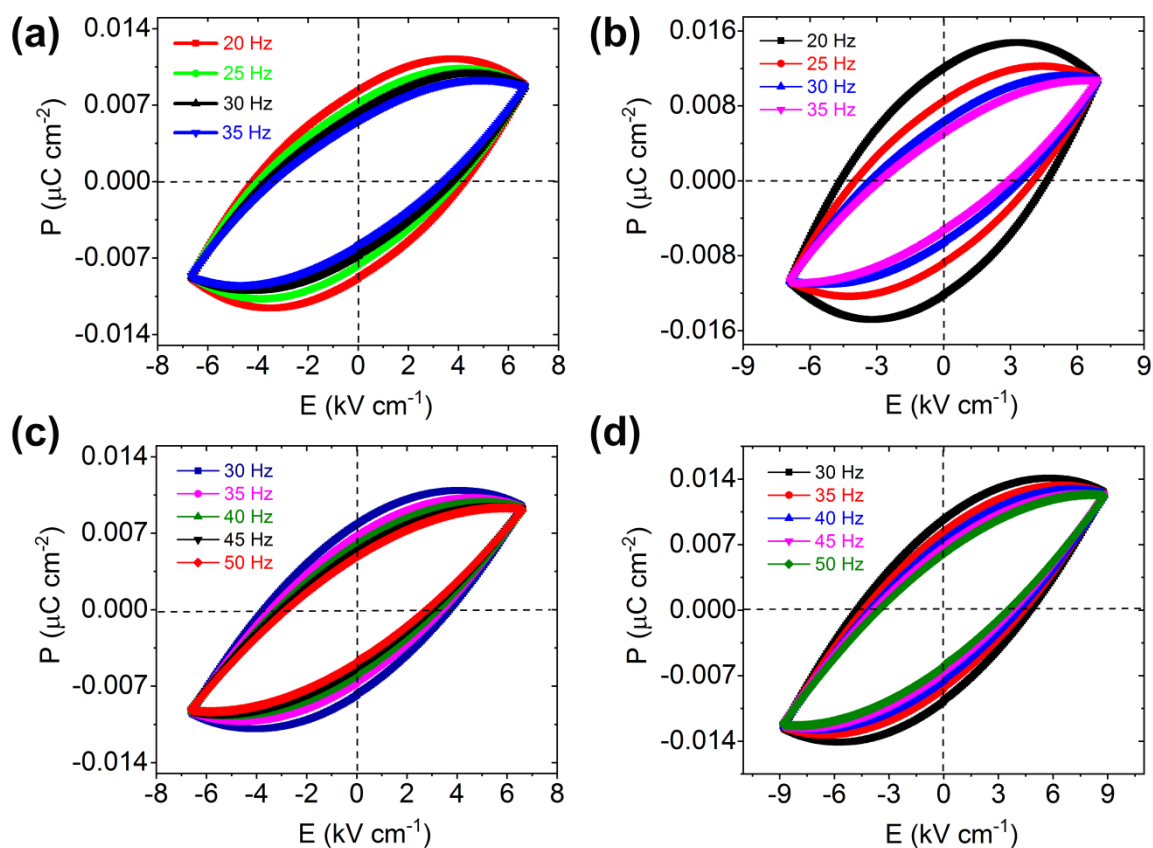 (a)
0.014
0.007
0.000
-0.007
-0.014
P (μC cm⁻²)
20 Hz
25 Hz
30 Hz
35 Hz
-8 -6 -4 -2 0 2 4 6 8
E (kV cm⁻¹)
(b)
0.016
0.008
0.000
-0.008
-0.016
P (μC cm⁻²)
20 Hz
25 Hz
30 Hz
35 Hz
-9 -6 -3 0 3 6 9
E (kV cm⁻¹)
(c)
0.014
0.007
0.000
-0.007
-0.014
P (μC cm⁻²)
30 Hz
35 Hz
40 Hz
45 Hz
50 Hz
-8 -6 -4 -2 0 2 4 6 8
E (kV cm⁻¹)
(d)
0.014
0.007
0.000
-0.007
-0.014
P (μC cm⁻²)
30 Hz
35 Hz
40 Hz
45 Hz
50 Hz
-9 -6 -3 0 3 6 9
E (kV cm⁻¹)